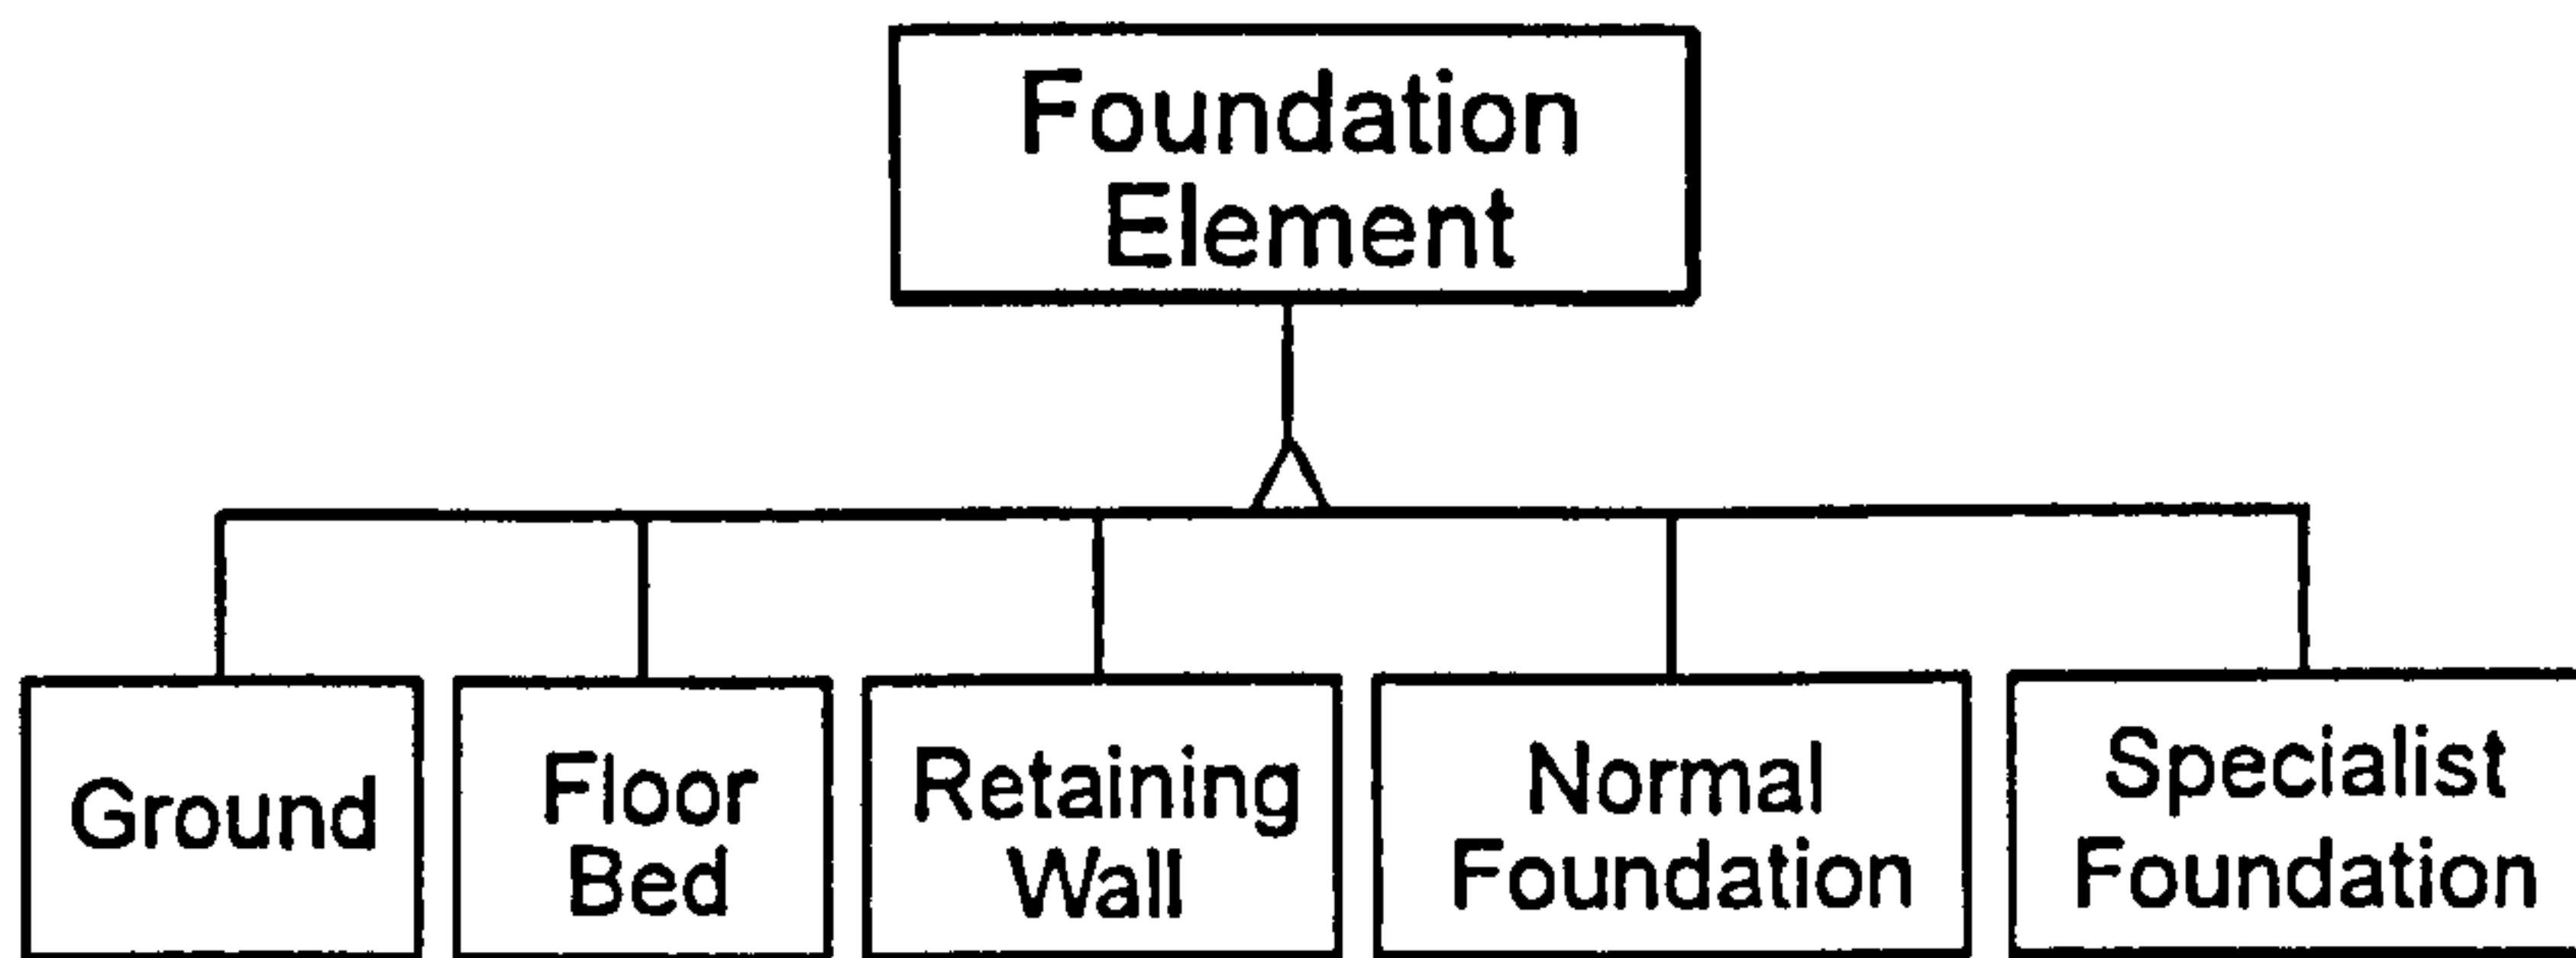 Foundation
Element
Ground
Floor
Bed
Retaining
Wall
Normal
Foundation
Specialist
Foundation